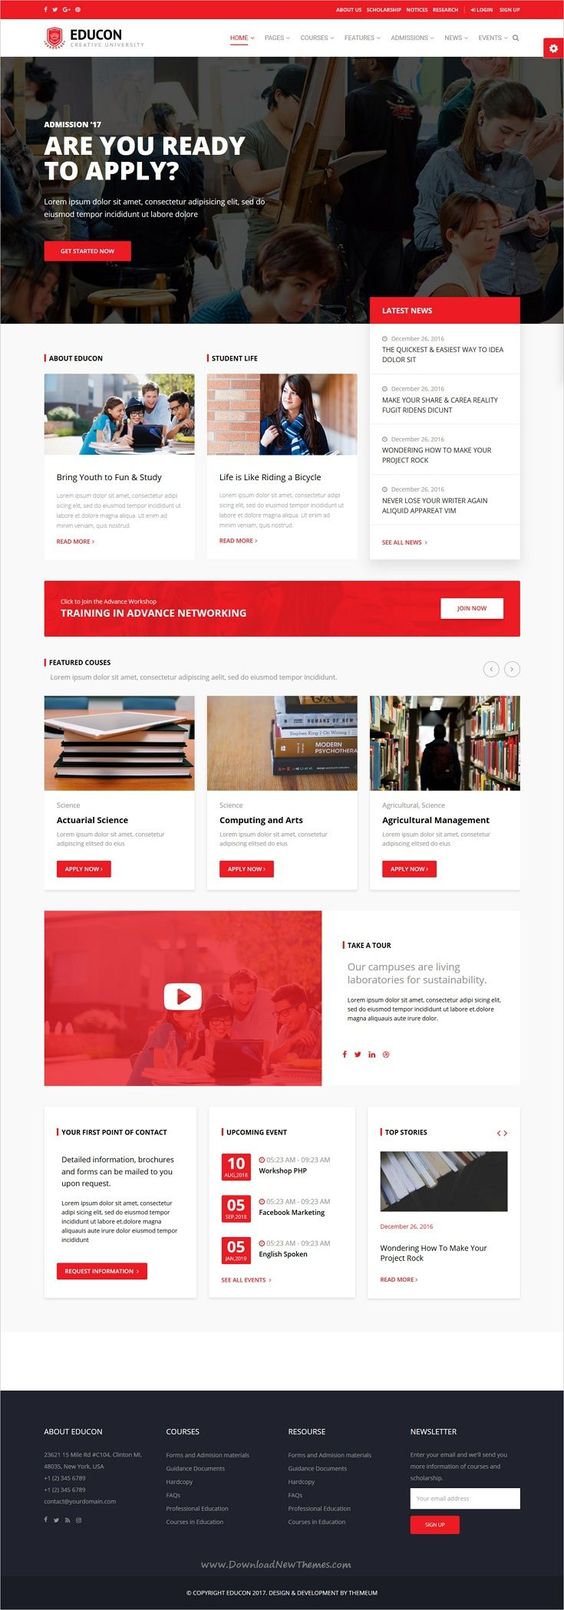 ABOUT US SCHOLARSHIP NOTICES RESEARCH LOGIN SIGN UP
EDUCON
CREATIVE UNIVERSITY
HOME PAGES COURSES FEATURES ADMISSIONS NEWS EVENTS
ADMISSION '17
ARE YOU READY
TO APPLY?
Lorem ipsum dolor sit amet, consectetur adipisicing elit, sed do
eiusmod tempor incididunt ut labore dolore
GET STARTED NOW
LATEST NEWS
December 26, 2016
THE QUICKEST & EASIEST WAY TO IDEA
DOLOR SIT
December 26, 2016
MAKE YOUR SHARE & CAREA REALITY
FUGIT RIDENS DICUNT
December 26, 2016
WONDERING HOW TO MAKE YOUR
PROJECT ROCK
December 26, 2016
NEVER LOSE YOUR WRITER AGAIN
ALIQUID APPAREAT VIM
SEE ALL NEWS >
ABOUT EDUCON
Bring Youth to Fun & Study
Lorem ipsum dolor sit amet, consectetur adipi
sicing elit, sed do eiusmod tempor incididunt ut
labore et dolore magna aliqua. Ut enim ad
minim veniam, quis nostrud.
READ MORE >
STUDENT LIFE
Life is Like Riding a Bicycle
Lorem ipsum dolor sit amet, consectetur adipi
sicing elit, sed do eiusmod tempor incididunt ut
labore et dolore magna aliqua. Ut enim ad
minim veniam, quis nostrud.
READ MORE >
Click to Join the Advance Workshop
TRAINING IN ADVANCE NETWORKING
JOIN NOW
FEATURED COUSES
Lorem ipsum dolor sit amet, consectetur adipiscing aelit, sed do eiusmod tempor incididunt.
NUMANS OF NEW
Stephen King / On Writing
MODERN
PSYCHOTHERAPY
Science
Actuarial Science
Lorem ipsum dolor sit amet, consetetur
adipiscing elitsed do eius
APPLY NOW >
Science
Computing and Arts
Lorem ipsum dolor sit amet, consetetur
adipiscing elitsed do eius
APPLY NOW >
Agricultural, Science
Agricultural Management
Lorem ipsum dolor sit amet, consetetur
adipiscing elitsed do eius
APPLY NOW >
TAKE A TOUR
Our campuses are living
laboratories for sustainability.
Lorem ipsum dolor sit amet, consectetur adipisicing elit,
sed do eiusmod tempor incididunt ut labore et.dolore
magna aliquauis aute irure dolor.
YOUR FIRST POINT OF CONTACT
Detailed information, brochures
and forms can be mailed to you
upon request.
Lorem ipsum dolor sit amet, consectetur
adipisicing elit, sed do eiusmod tempor
incididunt ut labore et.dolore magna
aliquauis aute irure dolor sed tempor
incididunt
REQUEST INFORMATION >
UPCOMING EVENT
10
AUG,2018
05:23 AM - 09:23 AM
Workshop PHP
05
SEP,2018
05:23 AM - 09:23 AM
Facebook Marketing
05
JAN,2019
05:23 AM - 09:23 AM
English Spoken
SEE ALL EVENTS >
TOP STORIES
December 26, 2016
Wondering How To Make Your
Project Rock
READ MORE >
ABOUT EDUCON
23621 15 Mile Rd #C104, Clinton MI,
48035, New York, USA
+1 (2) 345 6789
+1 (2) 345 6789
contact@yourdomain.com
COURSES
Forms and Admision materials
Guidance Documents
Hardcopy
FAQs
Professional Education
Courses in Education
RESOURSE
Forms and Admision materials
Guidance Documents
Hardcopy
FAQs
Professional Education
Courses in Education
NEWSLETTER
Enter your email and we'll send you
more information of courses and
scholarship.
Your email address
SIGN UP
www.DownloadNewThemes.com
© COPYRIGHT EDUCON 2017. DESIGN & DEVELOPMENT BY THEMEUM